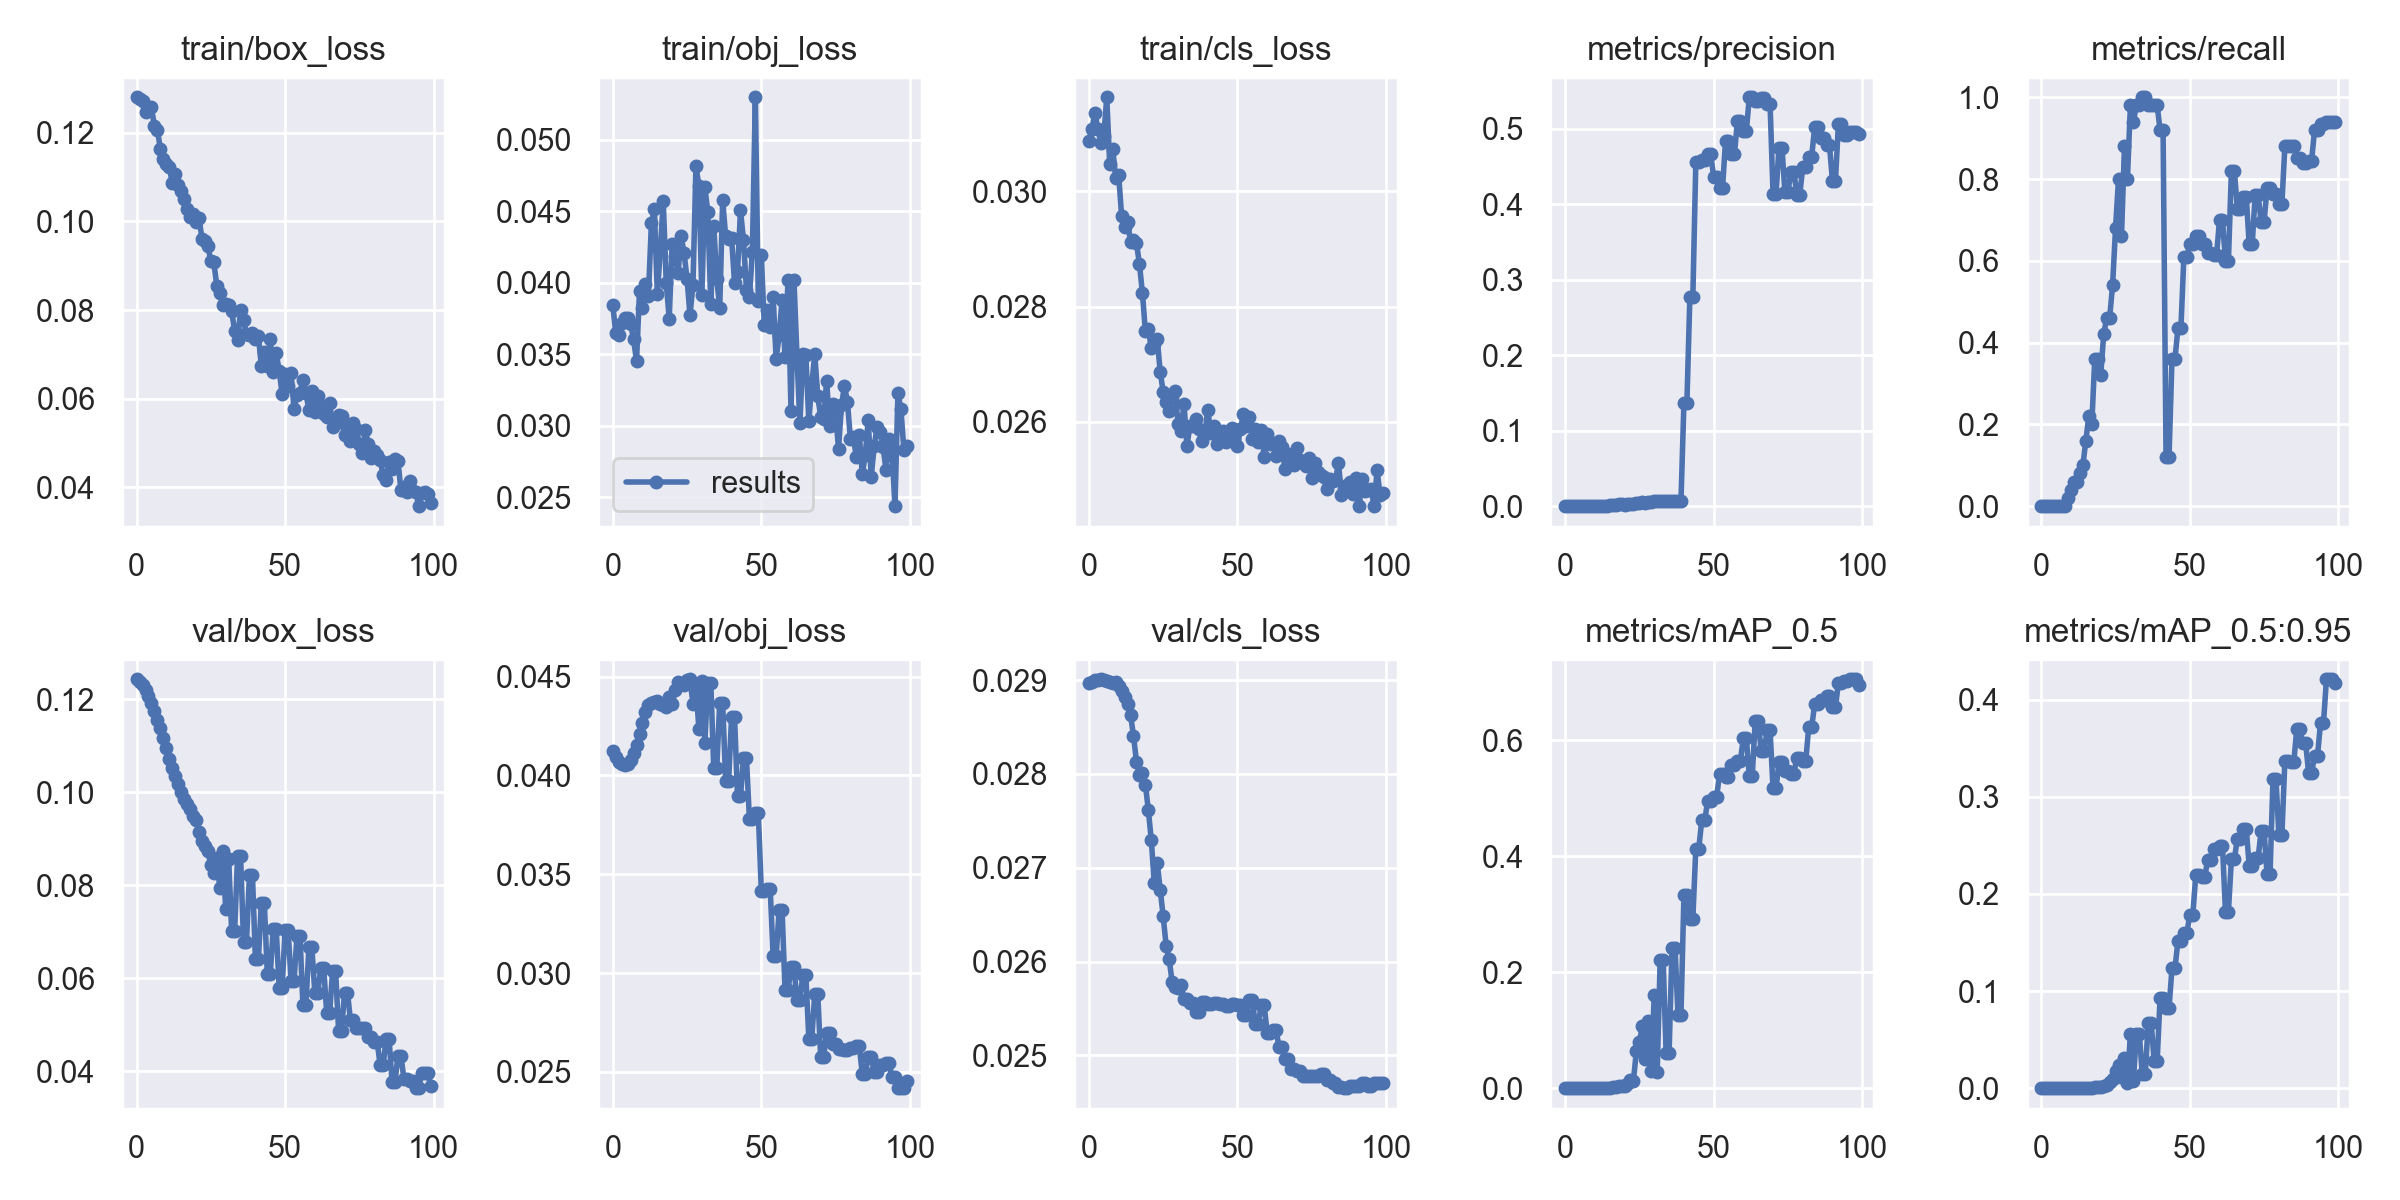 train/box_loss
train/obj_loss
train/cls_loss
metrics/precision
metrics/recall
0.12
0.10
0.08
0.06
0.04
0 50 100
0.050
0.045
0.040
0.035
0.030
0.025
results
0 50 100
0.030
0.028
0.026
0 50 100
0.5
0.4
0.3
0.2
0.1
0.0
0 50 100
1.0
0.8
0.6
0.4
0.2
0.0
0 50 100
val/box_loss
val/obj_loss
val/cls_loss
metrics/mAP_0.5
metrics/mAP_0.5:0.95
0.12
0.10
0.08
0.06
0.04
0 50 100
0.045
0.040
0.035
0.030
0.025
0 50 100
0.029
0.028
0.027
0.026
0.025
0 50 100
0.6
0.4
0.2
0.0
0 50 100
0.4
0.3
0.2
0.1
0.0
0 50 100